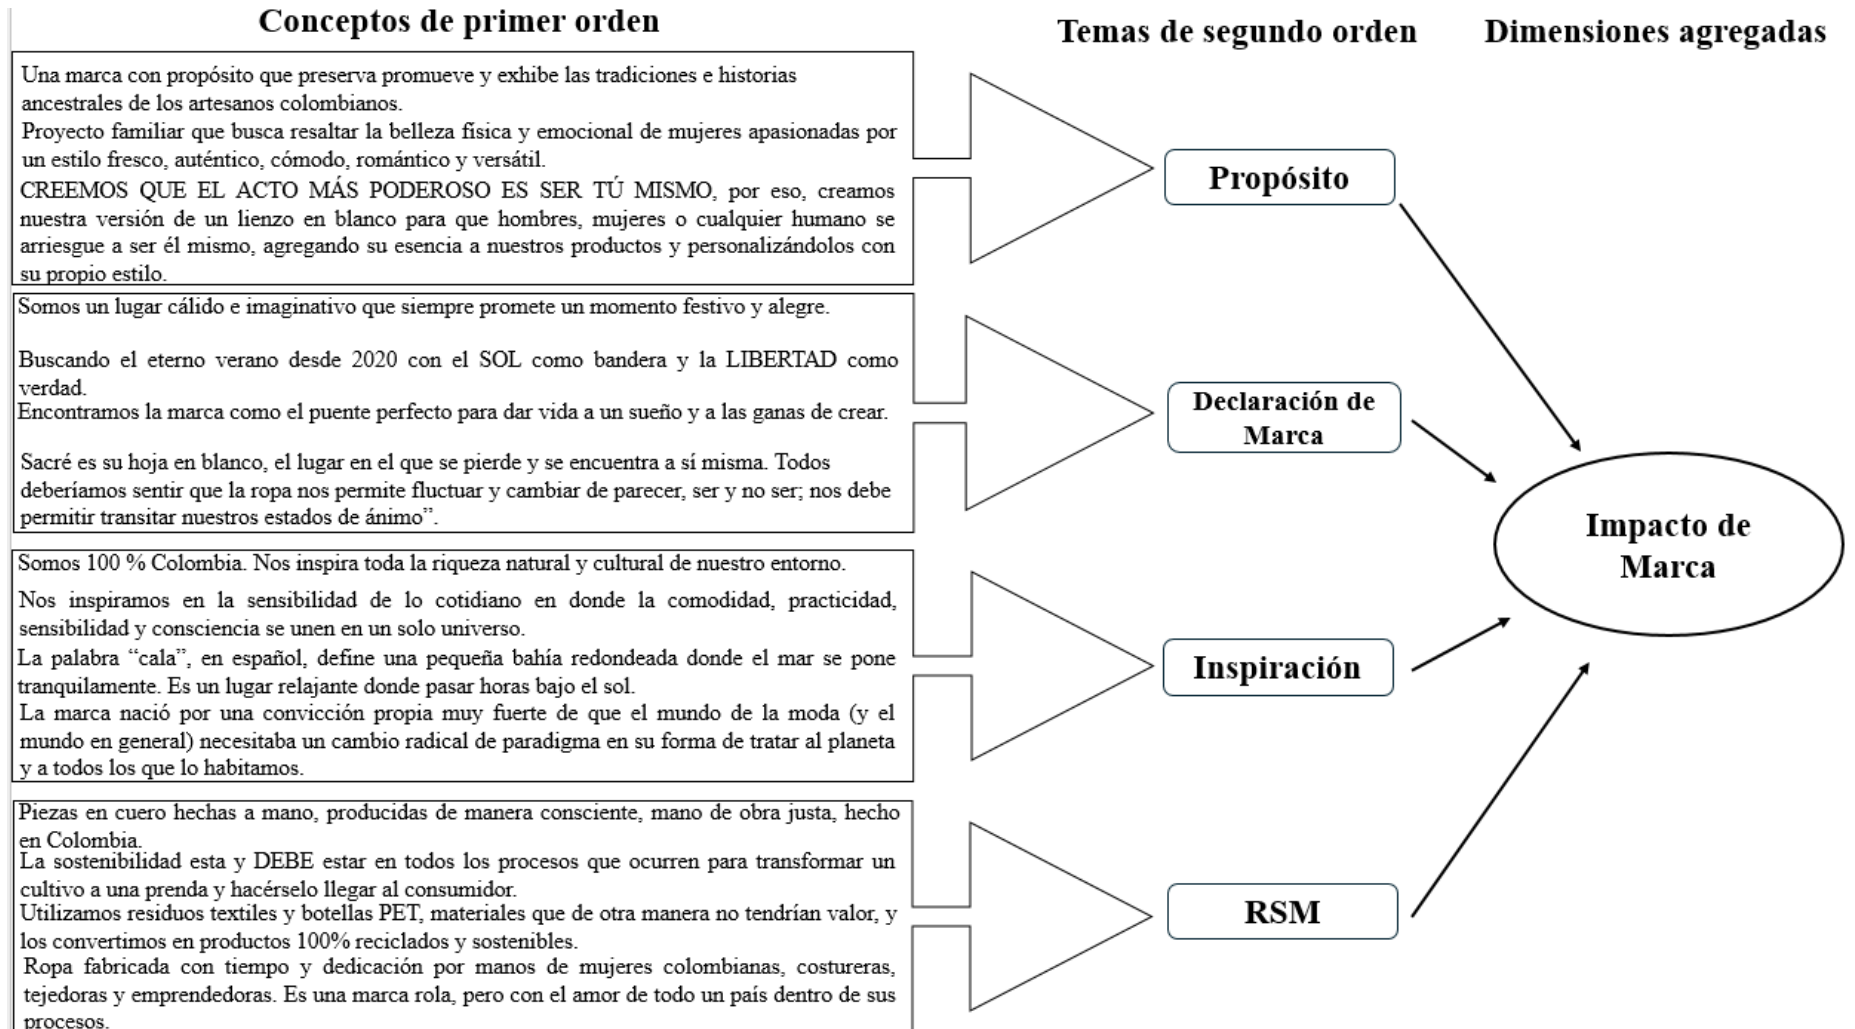 Conceptos de primer orden
Temas de segundo orden
Dimensiones agregadas
Una marca con propósito que preserva promueve y exhibe las tradiciones e historias
ancestrales de los artesanos colombianos.
Proyecto familiar que busca resaltar la belleza física y emocional de mujeres apasionadas por
un estilo fresco, auténtico, cómodo, romántico y versátil.
CREEMOS QUE EL ACTO MÁS PODEROSO ES SER TÚ MISMO, por eso, creamos
nuestra versión de un lienzo en blanco para que hombres, mujeres o cualquier humano se
arriesgue a ser él mismo, agregando su esencia a nuestros productos y personalizándolos con
su propio estilo.
Propósito
Somos un lugar cálido e imaginativo que siempre promete un momento festivo y alegre.
Buscando el eterno verano desde 2020 con el SOL como bandera y la LIBERTAD como
verdad.
Encontramos la marca como el puente perfecto para dar vida a un sueño y a las ganas de crear.
Sacré es su hoja en blanco, el lugar en el que se pierde y se encuentra a sí misma. Todos
deberíamos sentir que la ropa nos permite fluctuar y cambiar de parecer, ser y no ser; nos debe
permitir transitar nuestros estados de ánimo”.
Declaración de
Marca
Somos 100 % Colombia. Nos inspira toda la riqueza natural y cultural de nuestro entorno.
Nos inspiramos en la sensibilidad de lo cotidiano en donde la comodidad, practicidad,
sensibilidad y consciencia se unen en un solo universo.
La palabra “cala”, en español, define una pequeña bahía redondeada donde el mar se pone
tranquilamente. Es un lugar relajante donde pasar horas bajo el sol.
La marca nació por una convicción propia muy fuerte de que el mundo de la moda (y el
mundo en general) necesitaba un cambio radical de paradigma en su forma de tratar al planeta
y a todos los que lo habitamos.
Inspiración
Piezas en cuero hechas a mano, producidas de manera consciente, mano de obra justa, hecho
en Colombia.
La sostenibilidad esta y DEBE estar en todos los procesos que ocurren para transformar un
cultivo a una prenda y hacérselo llegar al consumidor.
Utilizamos residuos textiles y botellas PET, materiales que de otra manera no tendrían valor, y
los convertimos en productos 100% reciclados y sostenibles.
Ropa fabricada con tiempo y dedicación por manos de mujeres colombianas, costureras,
tejedoras y emprendedoras. Es una marca rola, pero con el amor de todo un país dentro de sus
procesos.
RSM
Impacto de
Marca